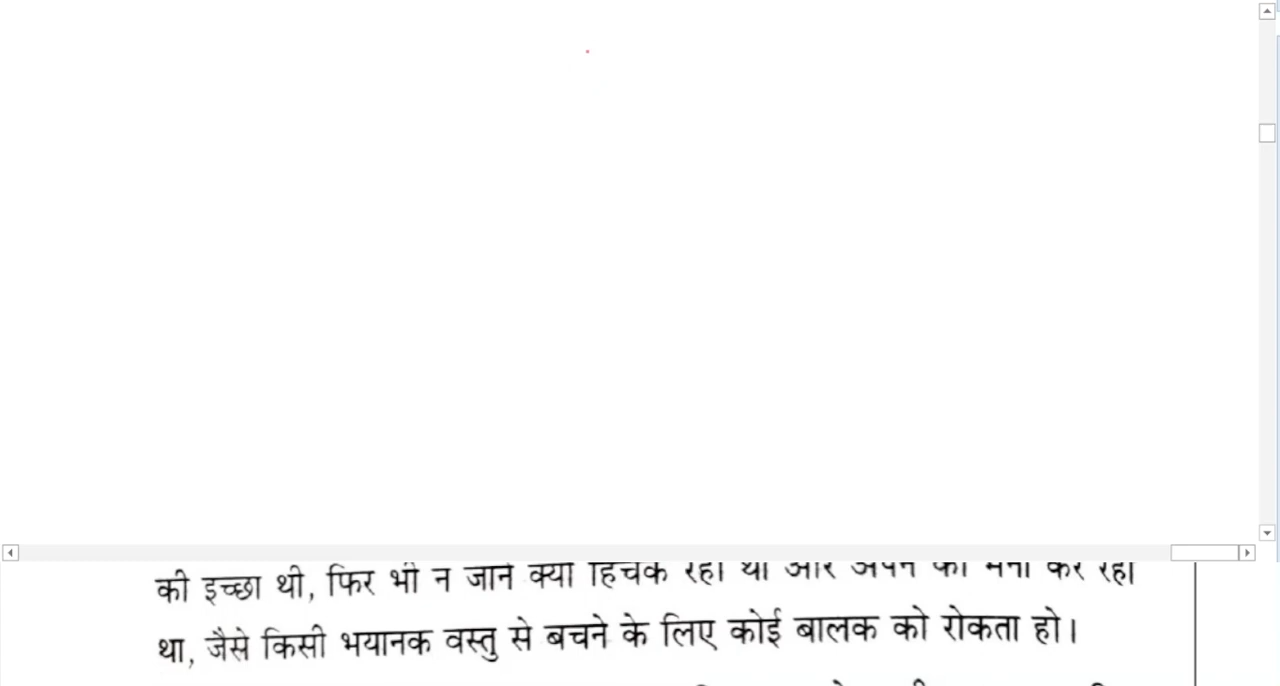 की इच्छा थी, फिर भी न जाने क्यों हिचक रहा था और अपने को मना कर रहा
था, जैसे किसी भयानक वस्तु से बचने के लिए कोई बालक को रोकता हो।